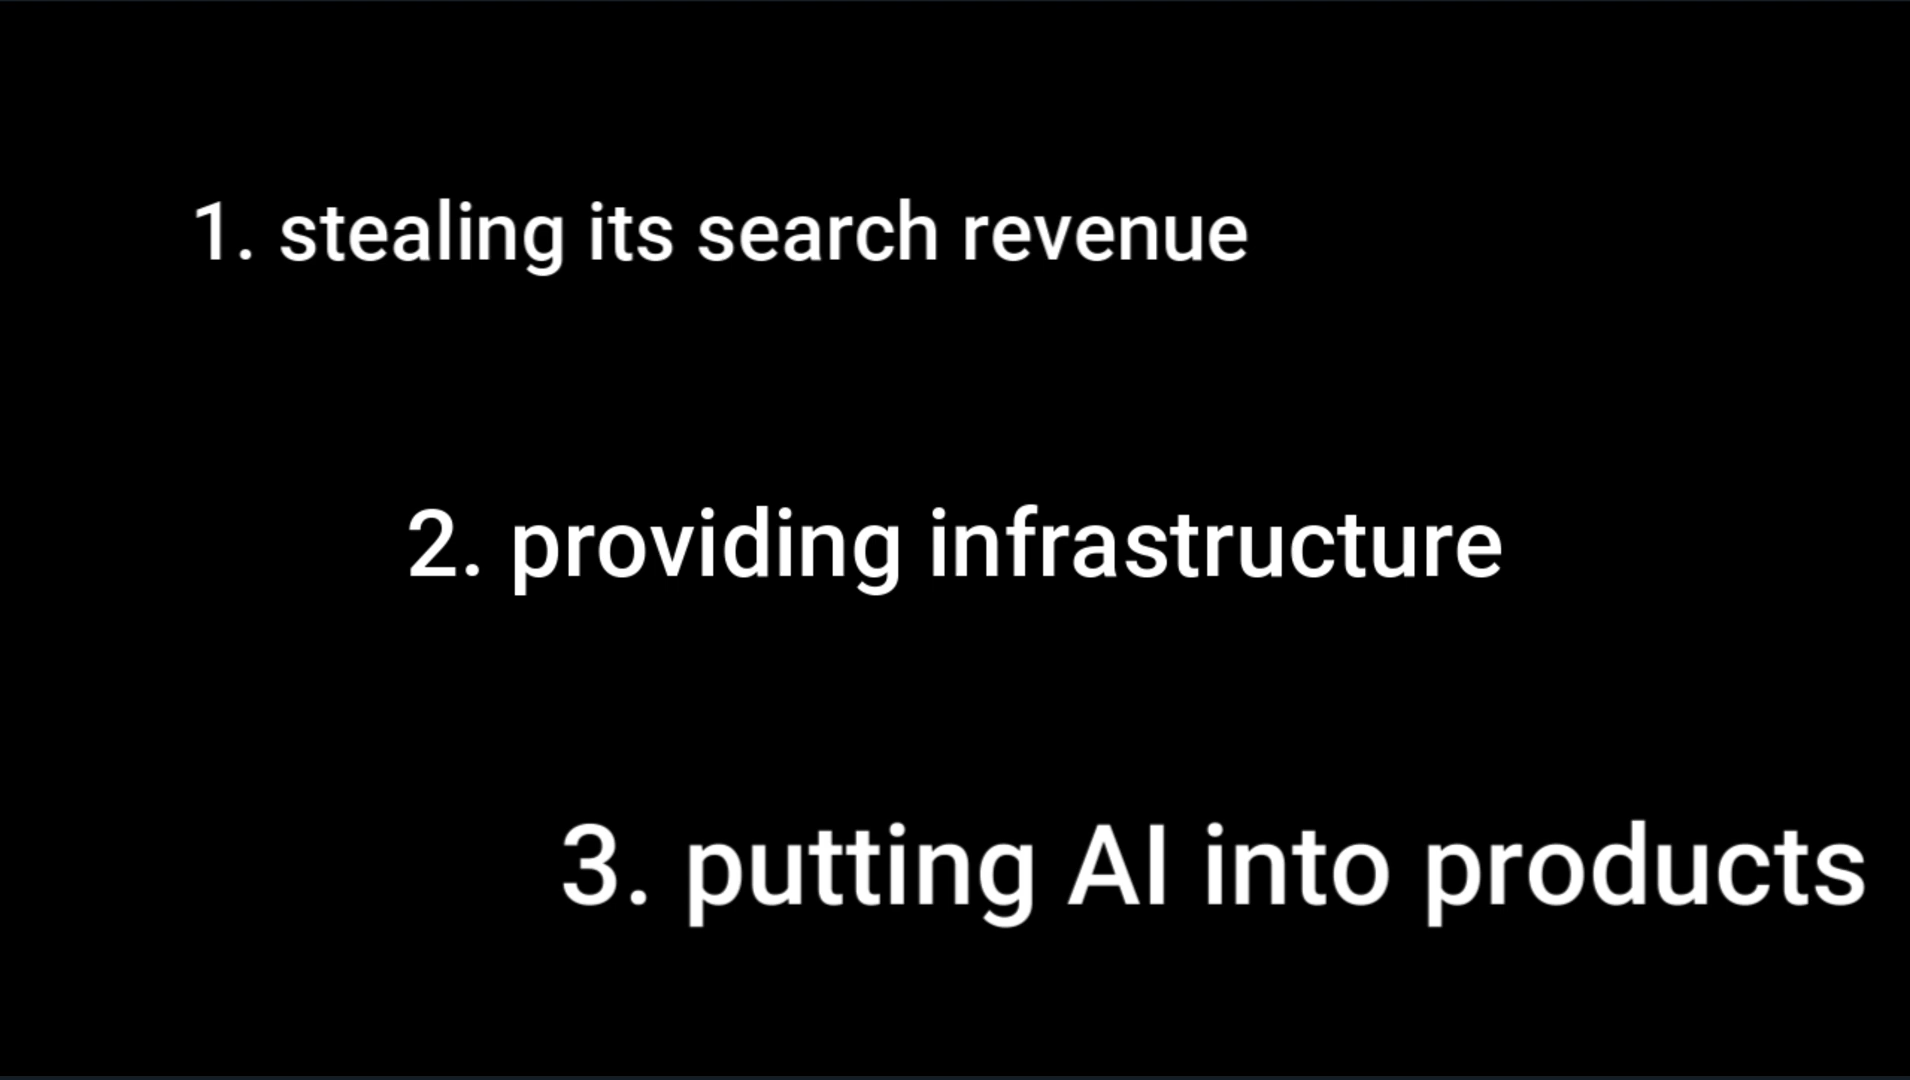 1. stealing its search revenue
2. providing infrastructure
3. putting AI into products